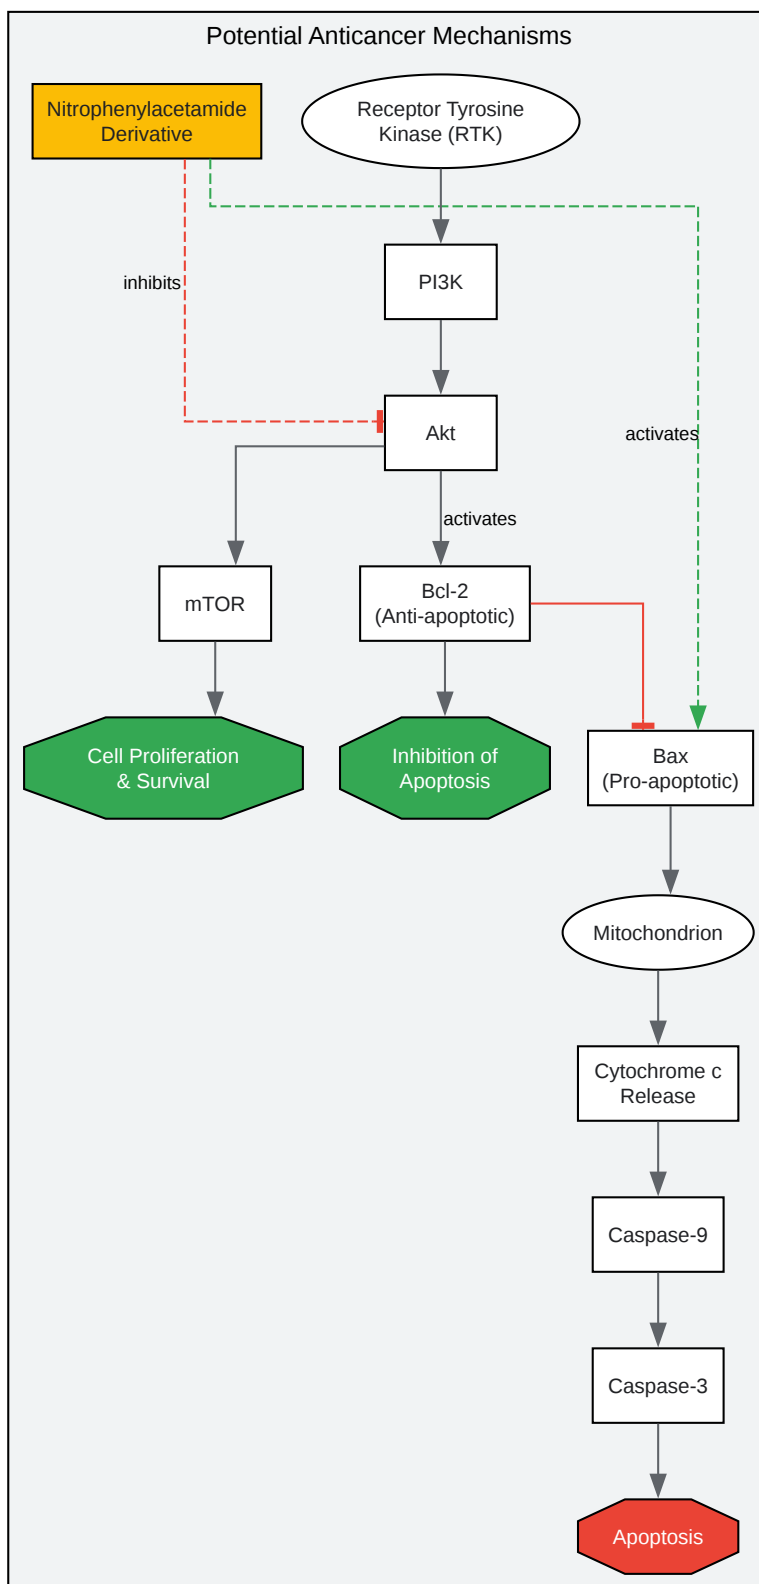 Potential Anticancer Mechanisms
Nitrophenylacetamide
Derivative
Receptor Tyrosine
Kinase (RTK)
inhibits
PI3K
Akt
activates
activates
mTOR
Bcl-2
(Anti-apoptotic)
Cell Proliferation
& Survival
Inhibition of
Apoptosis
Bax
(Pro-apoptotic)
Mitochondrion
Cytochrome c
Release
Caspase-9
Caspase-3
Apoptosis